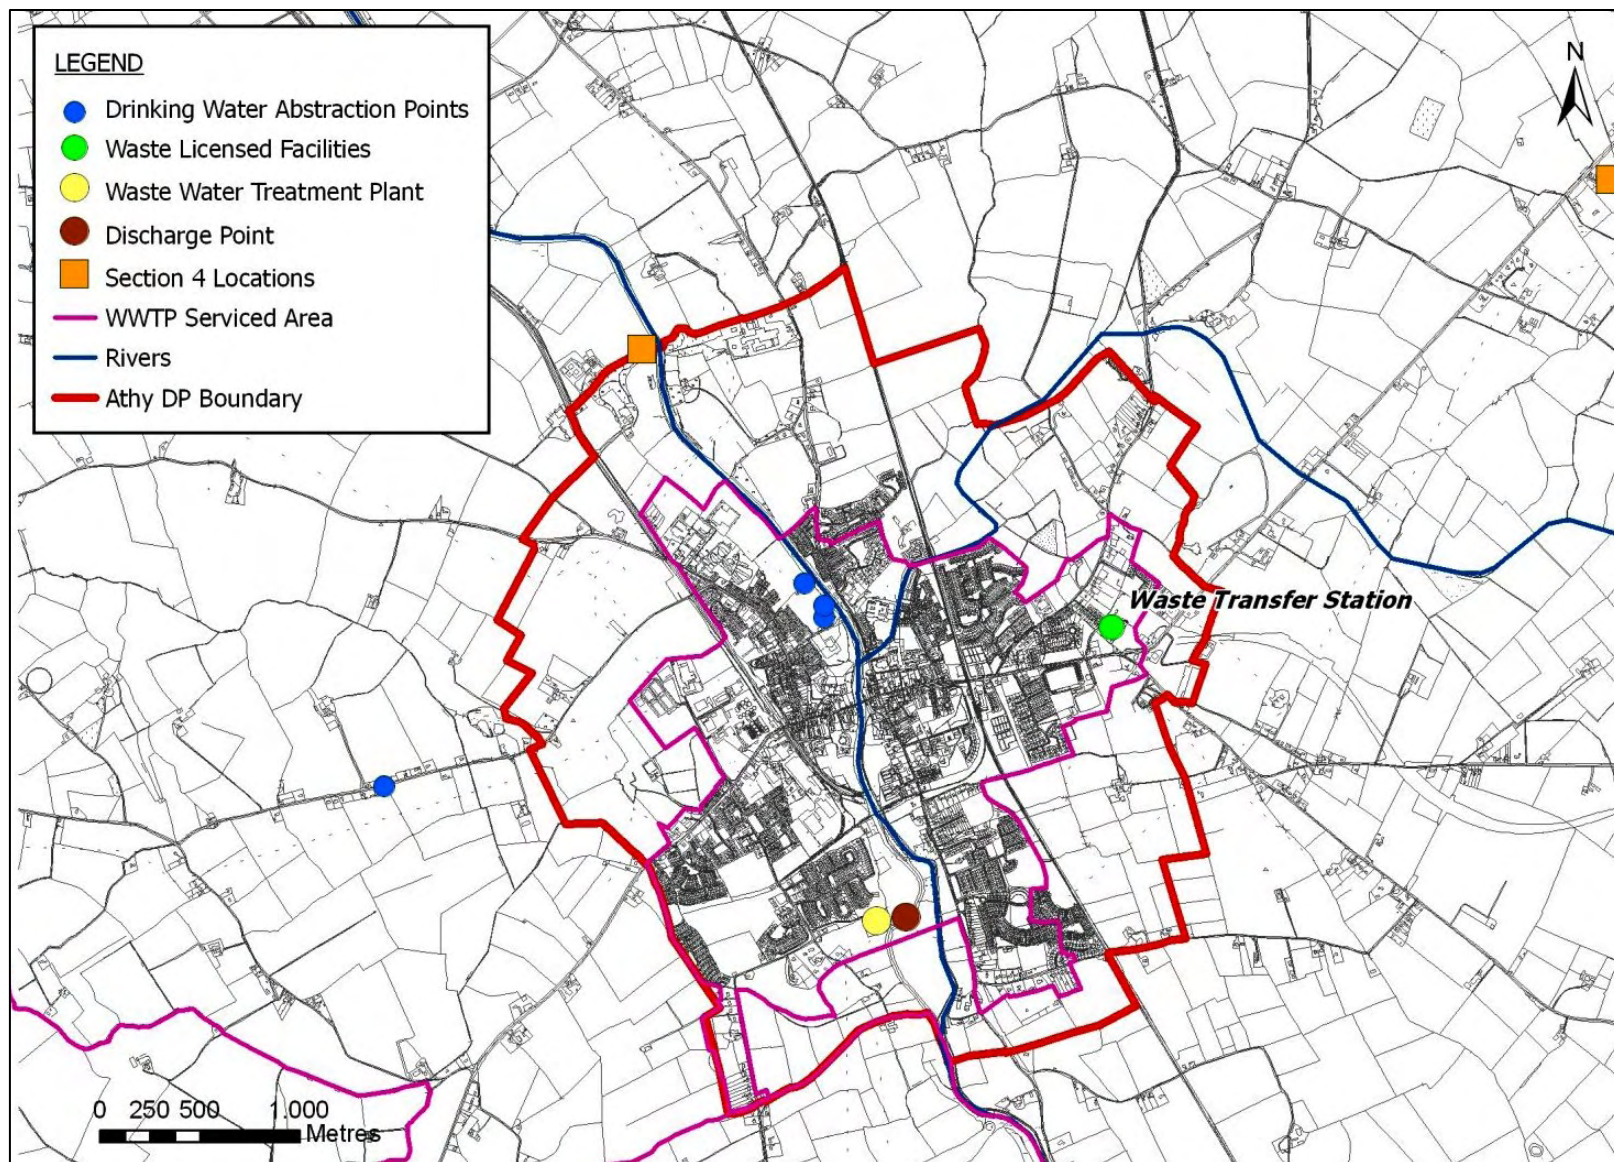 LEGEND
Drinking Water Abstraction Points
Waste Licensed Facilities
Waste Water Treatment Plant
Discharge Point
Section 4 Locations
WWTP Serviced Area
Rivers
Athy DP Boundary
N
Waste Transfer Station
0 250 500 1.000
Metres